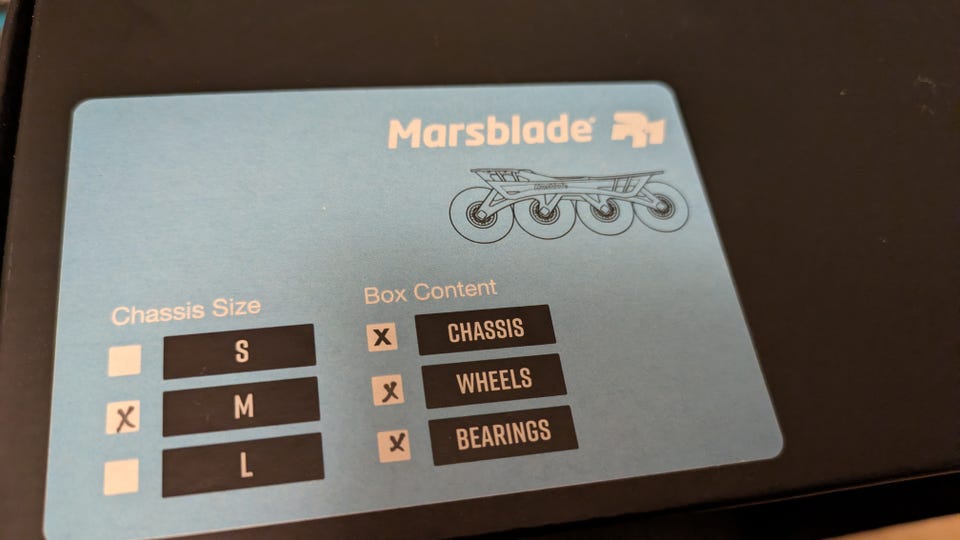 Marsblade R1
Chassis Size
S
X M
L
Box Content
X CHASSIS
X WHEELS
X BEARINGS